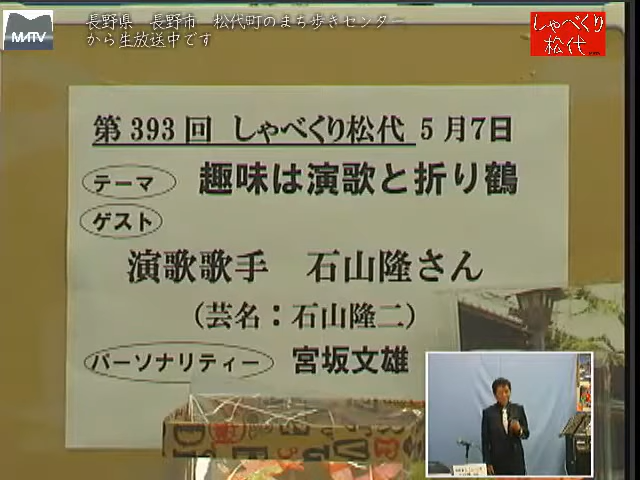 MATV
長野県　長野市　松代町のまち歩きセンター
から生放送中です
しゃべくり
松代
第393回 しゃべくり松代 5月7日
テーマ 趣味は演歌と折り鶴
ゲスト
演歌歌手 石山隆さん
(芸名：石山隆二)
パーソナリティー 宮坂文雄